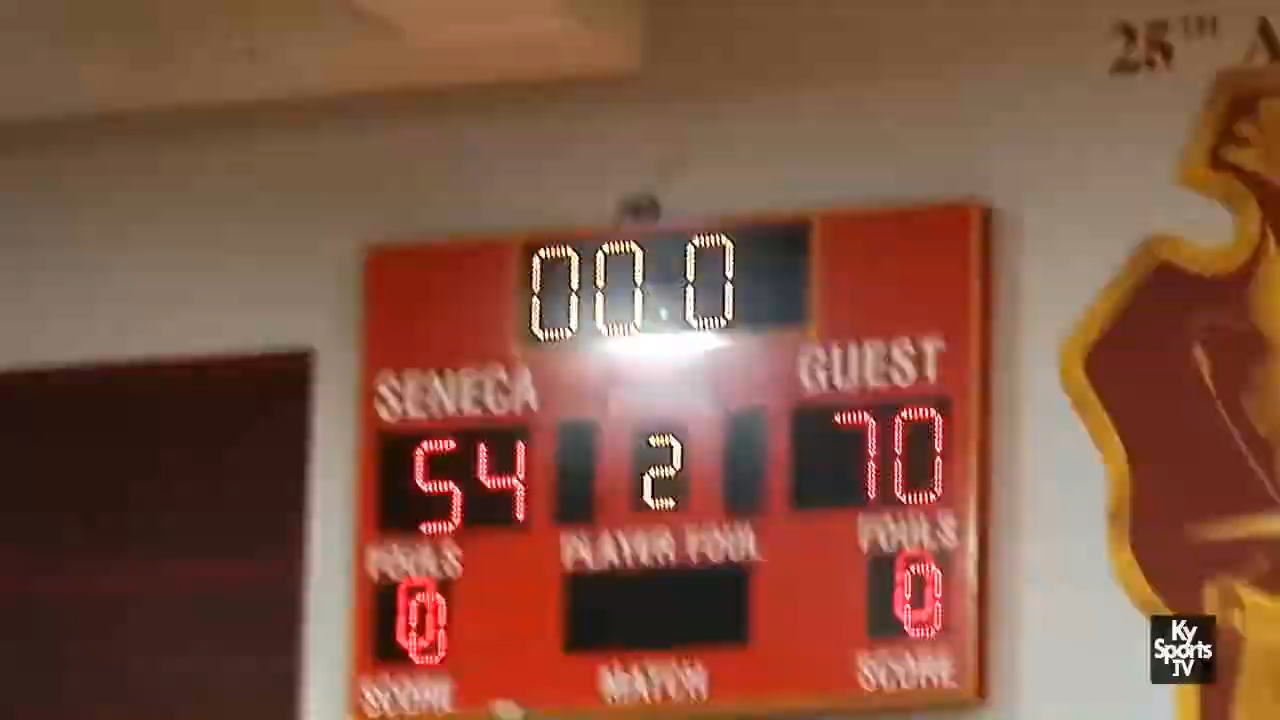 25TH A
00.0
SENECA
GUEST
54
2
70
FOULS
PLAYER FOUL
FOULS
0
0
SCORE
MATCH
SCORE
Ky
Sports
TV